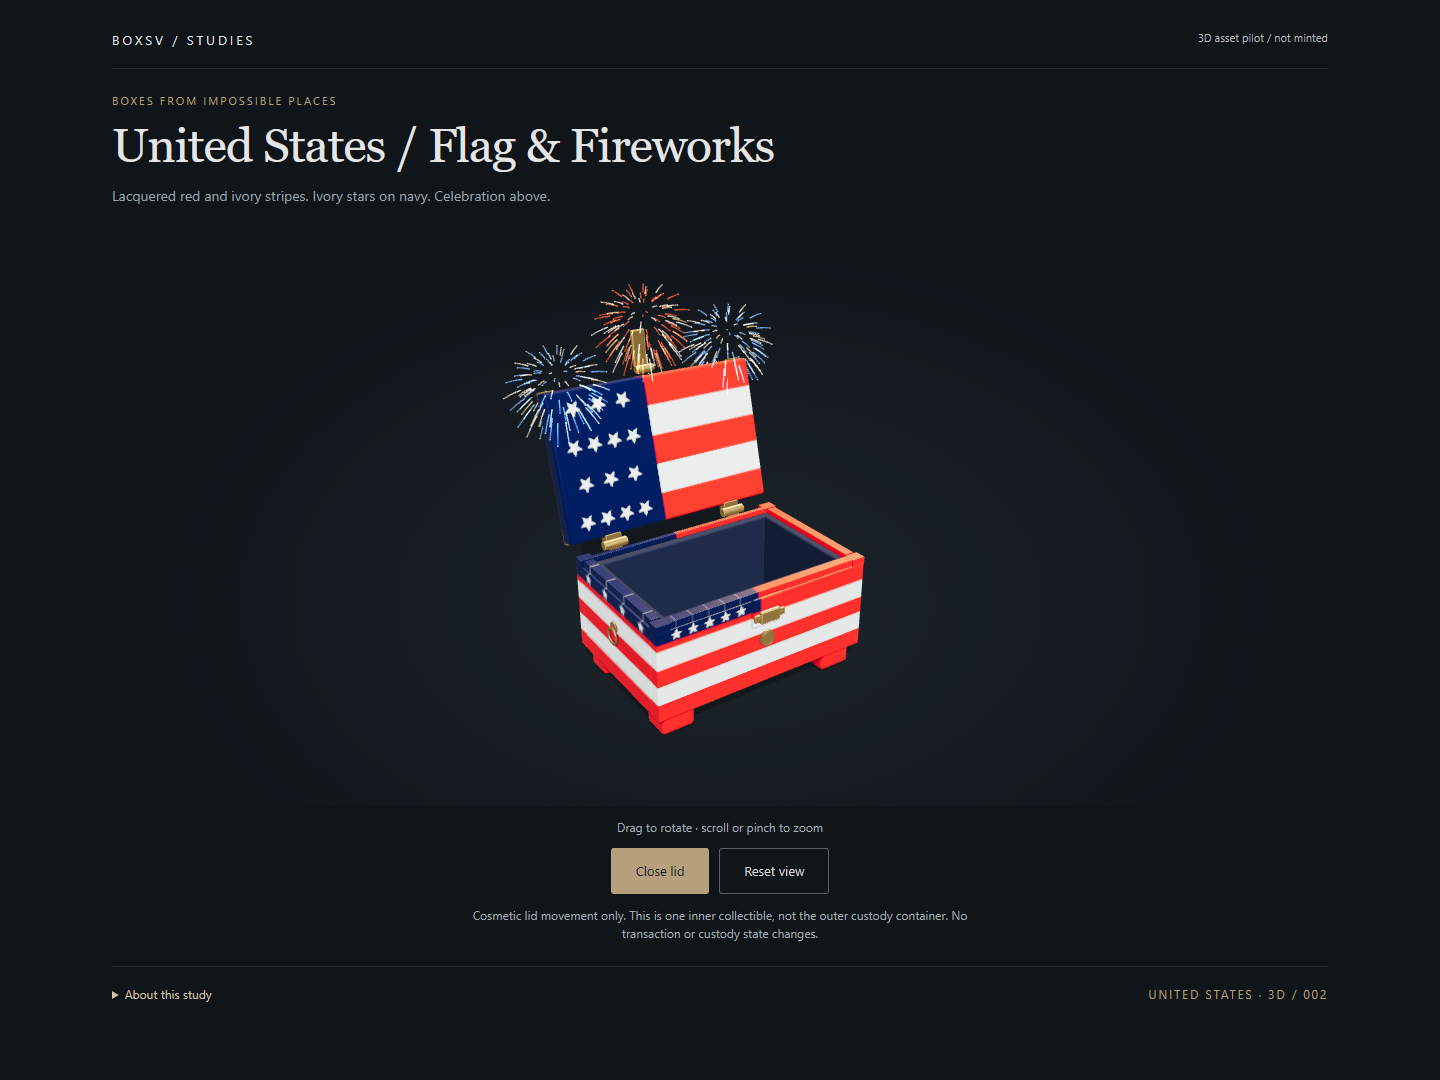 BOXSV / STUDIES
3D asset pilot / not minted
BOXES FROM IMPOSSIBLE PLACES
United States / Flag & Fireworks
Lacquered red and ivory stripes. Ivory stars on navy. Celebration above.
Drag to rotate · scroll or pinch to zoom
Close lid
Reset view
Cosmetic lid movement only. This is one inner collectible, not the outer custody container. No
transaction or custody state changes.
About this study
UNITED STATES · 3D / 002